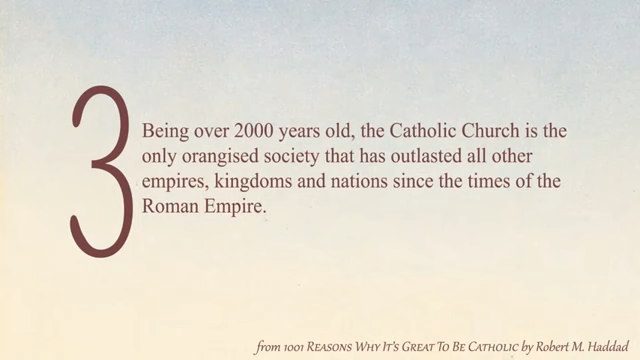 3
Being over 2000 years old, the Catholic Church is the
only orangised society that has outlasted all other
empires, kingdoms and nations since the times of the
Roman Empire.
from 1001 REASONS WHY IT'S GREAT TO BE CATHOLIC by Robert M. Haddad